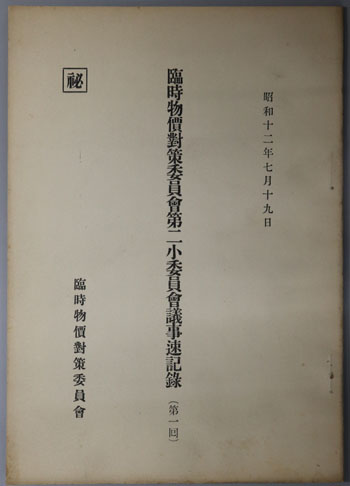 昭和十二年七月十九日
臨時物價對策委員會第二小委員會議事速記錄（第一回）
秘
臨時物價對策委員會